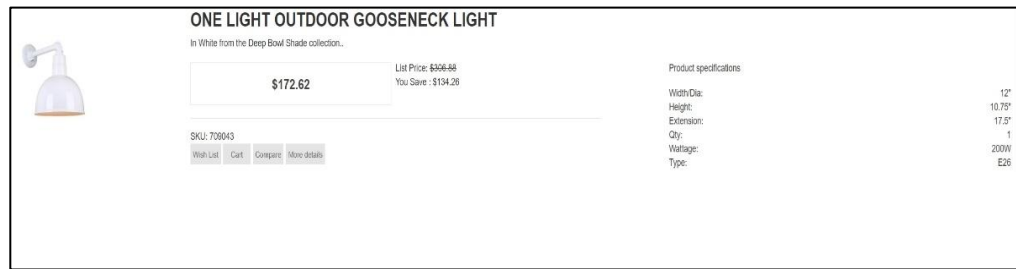 ONE LIGHT OUTDOOR GOOSENECK LIGHT
In White from the Deep Bowl Shade collection..
$172.62
List Price: $306.88
You Save : $134.26
SKU: 709043
Wish List Cart Compare More details
Product specifications
Width/Dia: 12"
Height: 10.75"
Extension: 17.5"
Qty: 1
Wattage: 200W
Type: E26